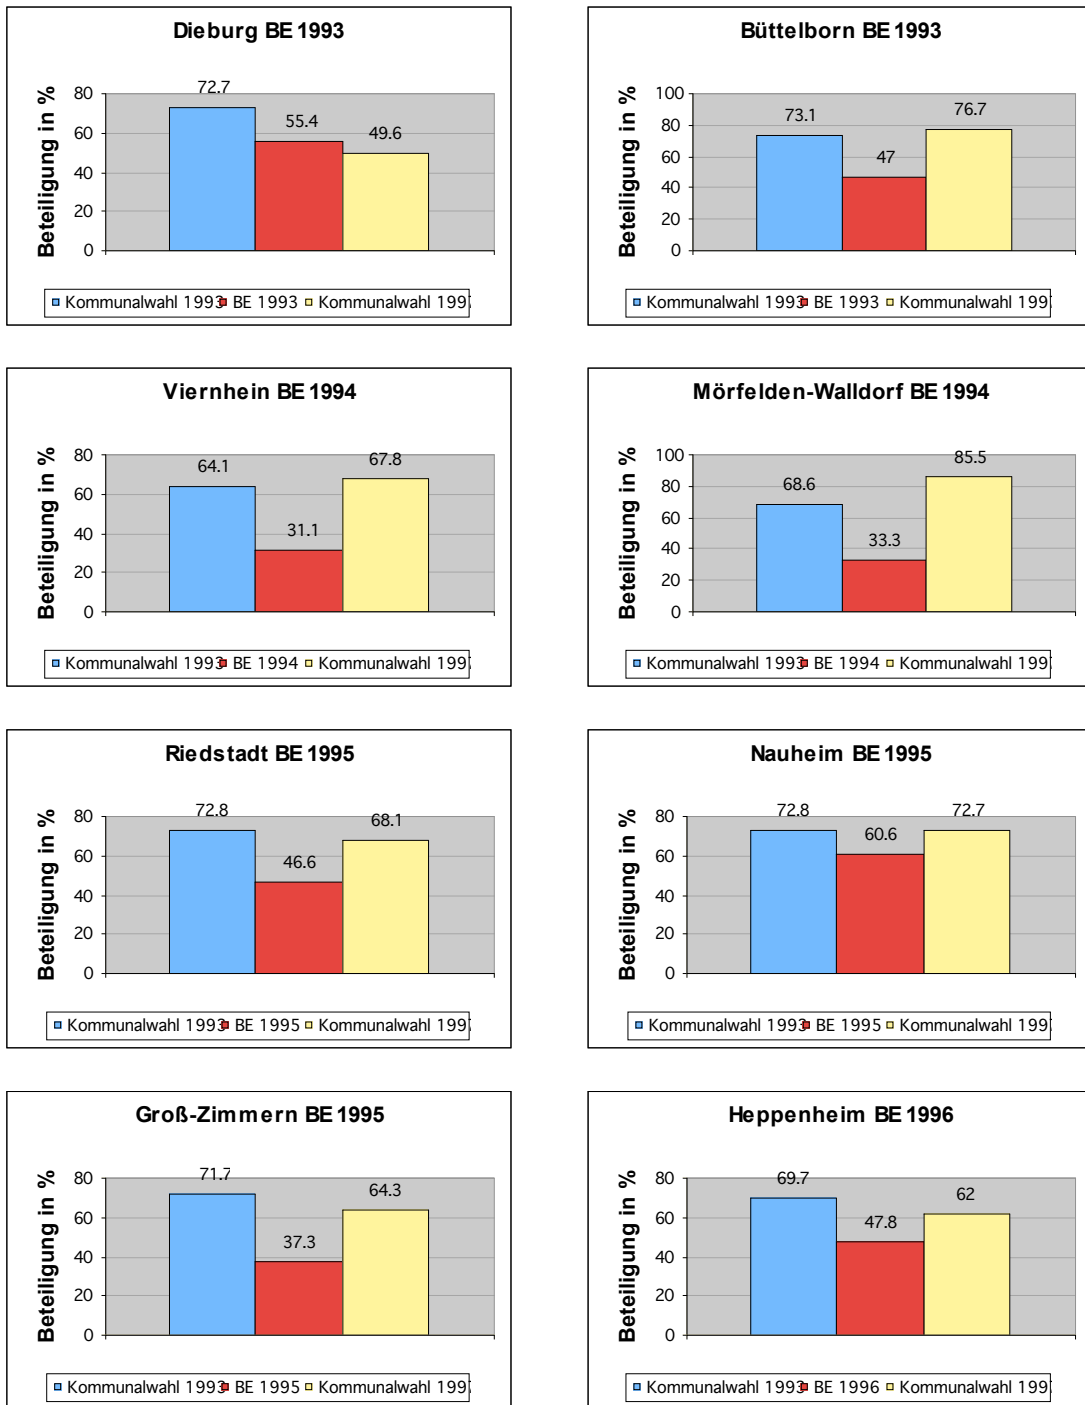 Dieburg BE 1993
Beteiligung in %
80
60
40
20
0
72.7
55.4
49.6
Kommunalwahl 1993 BE 1993 Kommunalwahl 199
Büttelborn BE 1993
Beteiligung in %
100
80
60
40
20
0
73.1
47
76.7
Kommunalwahl 1993 BE 1993 Kommunalwahl 199
Viernhein BE 1994
Beteiligung in %
80
60
40
20
0
64.1
31.1
67.8
Kommunalwahl 1993 BE 1994 Kommunalwahl 199
Mörfelden-Walldorf BE 1994
Beteiligung in %
100
80
60
40
20
0
68.6
33.3
85.5
Kommunalwahl 1993 BE 1994 Kommunalwahl 199
Riedstadt BE 1995
Beteiligung in %
80
60
40
20
0
72.8
46.6
68.1
Kommunalwahl 1993 BE 1995 Kommunalwahl 199
Nauheim BE 1995
Beteiligung in %
80
60
40
20
0
72.8
60.6
72.7
Kommunalwahl 1993 BE 1995 Kommunalwahl 199
Groß-Zimmern BE 1995
Beteiligung in %
80
60
40
20
0
71.7
37.3
64.3
Kommunalwahl 1993 BE 1995 Kommunalwahl 199
Heppenheim BE 1996
Beteiligung in %
80
60
40
20
0
69.7
47.8
62
Kommunalwahl 1993 BE 1996 Kommunalwahl 199